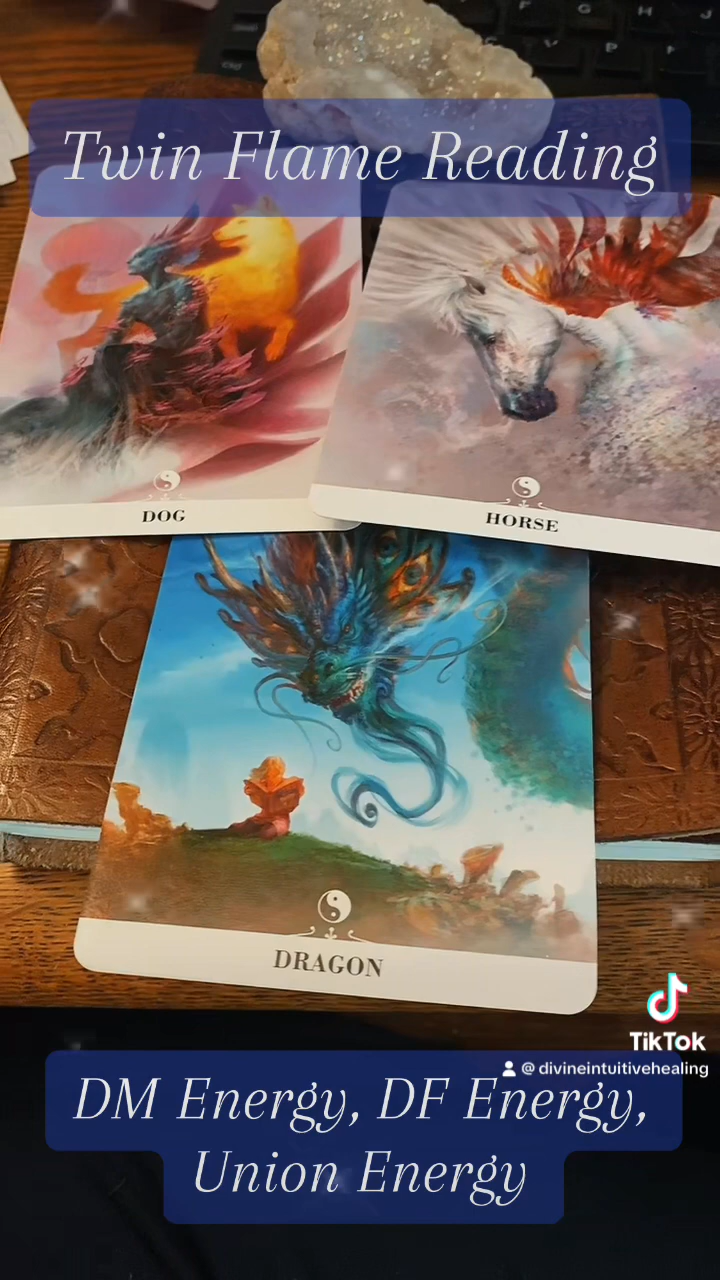 G H J
V B N
Twin Flame Reading
DOG
HORSE
DRAGON
TikTok
@ divineintuitivehealing
DM Energy, DF Energy,
Union Energy